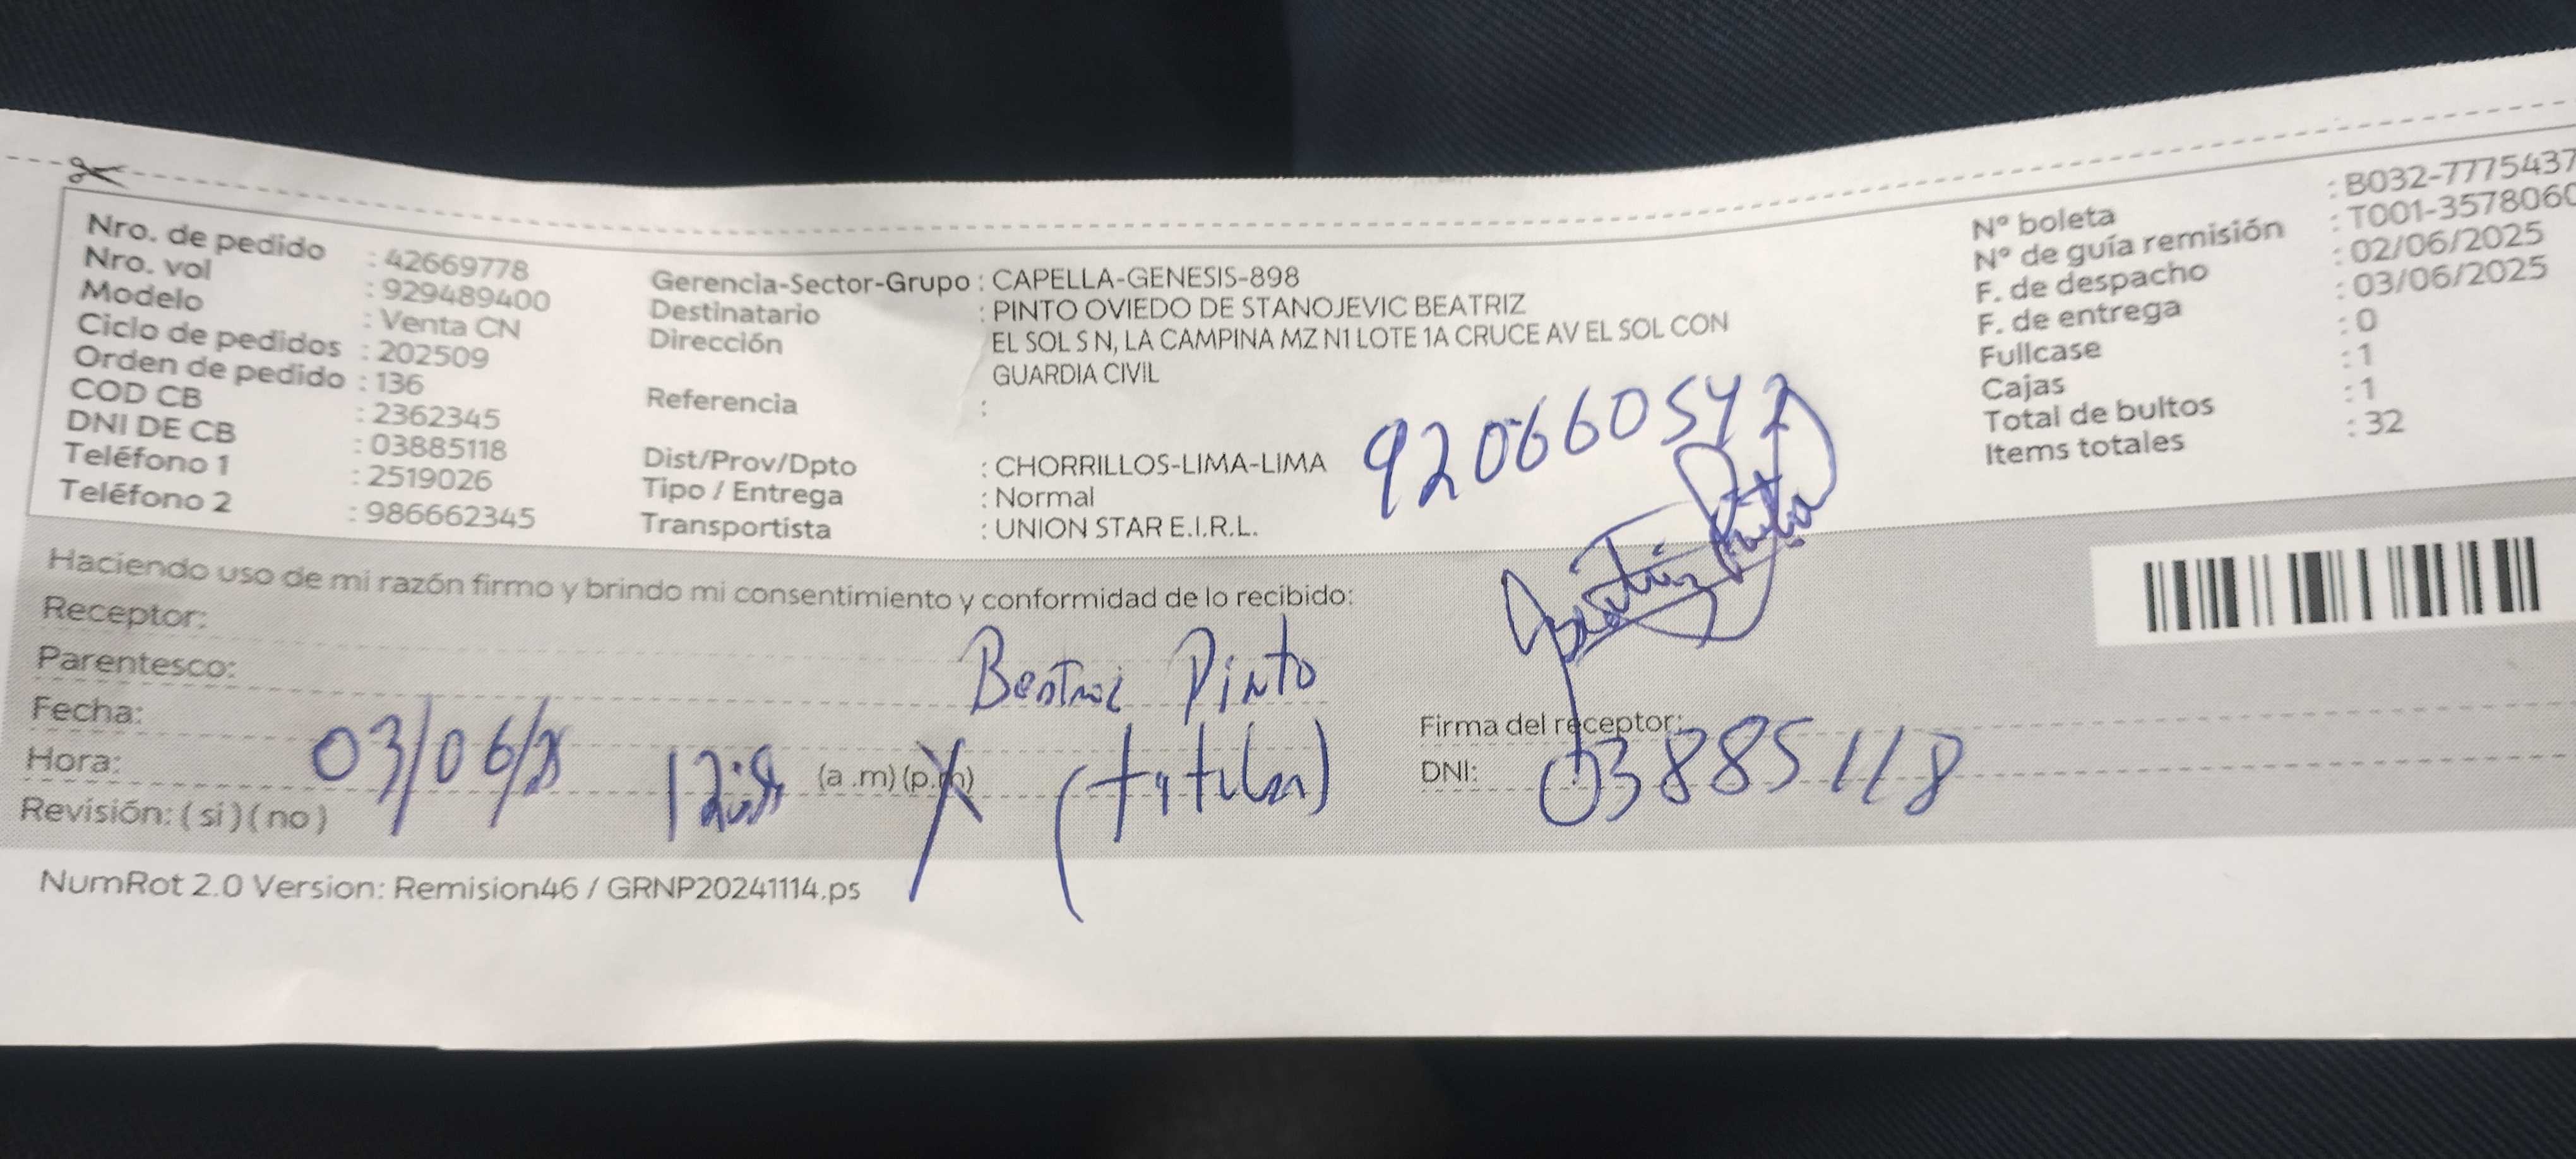 Nro. de pedido : 42669778
Nro. vol : 929489400
Modelo : Venta CN
Ciclo de pedidos : 202509
Orden de pedido : 136
COD CB : 2362345
DNI DE CB : 03885118
Teléfono 1 : 2519026
Teléfono 2 : 986662345
Gerencia-Sector-Grupo : CAPELLA-GENESIS-898
Destinatario : PINTO OVIEDO DE STANOJEVIC BEATRIZ
Dirección EL SOL S N, LA CAMPINA MZ N1 LOTE 1A CRUCE AV EL SOL CON
GUARDIA CIVIL
Referencia :
Dist/Prov/Dpto : CHORRILLOS-LIMA-LIMA
Tipo / Entrega : Normal
Transportista : UNION STAR E.I.R.L.
920660547
N° boleta : B032-7775437
N° de guía remisión : T001-3578060
F. de despacho : 02/06/2025
F. de entrega : 03/06/2025
Fullcase : 0
Cajas : 1
Total de bultos : 1
Items totales : 32
Haciendo uso de mi razón firmo y brindo mi consentimiento y conformidad de lo recibido:
Receptor:
Parentesco: Beatriz Pinto
Fecha: 03/06/
Hora: (a .m) (p.m)
Revisión: ( si ) ( no )
Beatriz Pinto
Firma del receptor:
DNI: 03885118
NumRot 2.0 Version: Remision46 / GRNP20241114.ps